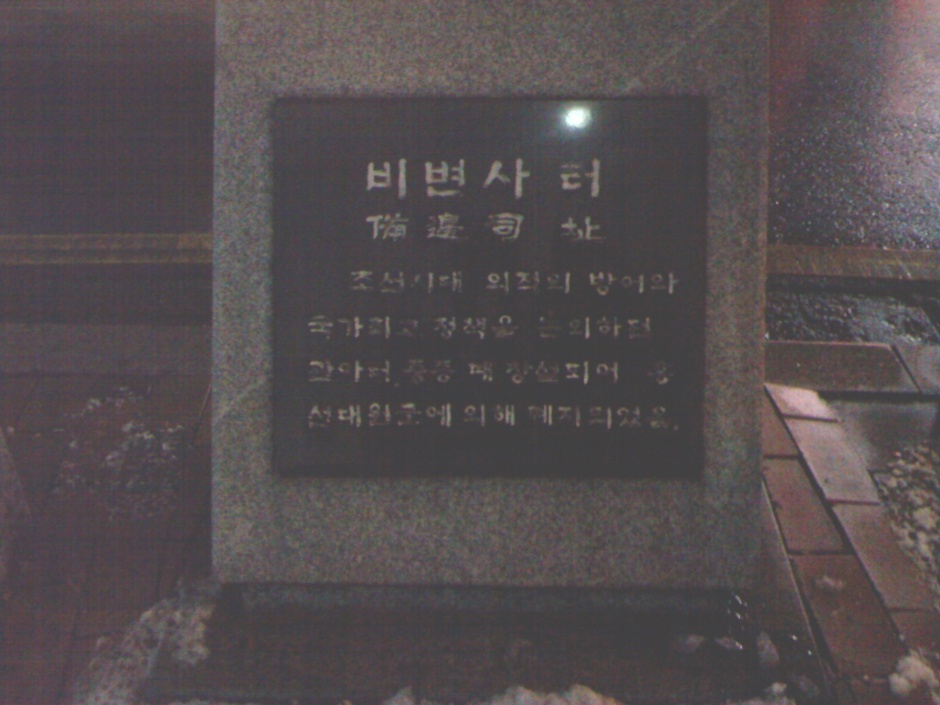 비변사 터
備邊司 址
조선시대 외적의 방어와
국가최고 정책을 논의하던
관아터. 중종 때 창설되어 흥
선대원군에 의해 폐지되었음.